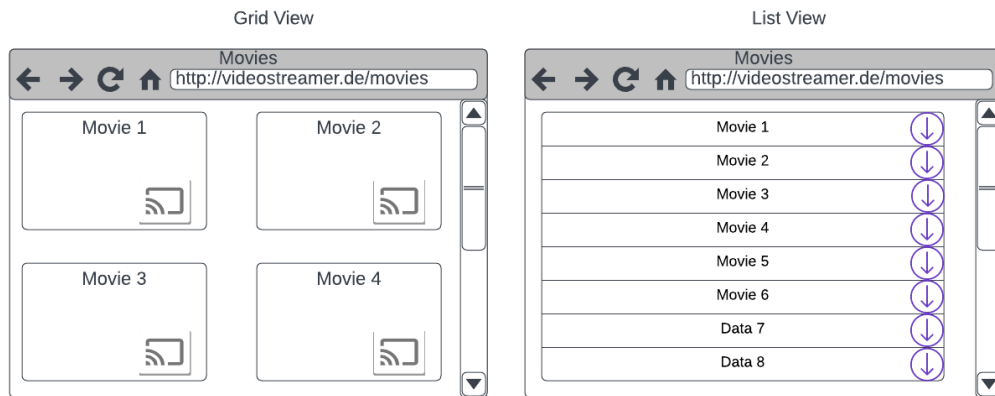 Grid View
Movies
http://videostreamer.de/movies
Movie 1
Movie 2
Movie 3
Movie 4
List View
Movies
http://videostreamer.de/movies
Movie 1
Movie 2
Movie 3
Movie 4
Movie 5
Movie 6
Data 7
Data 8